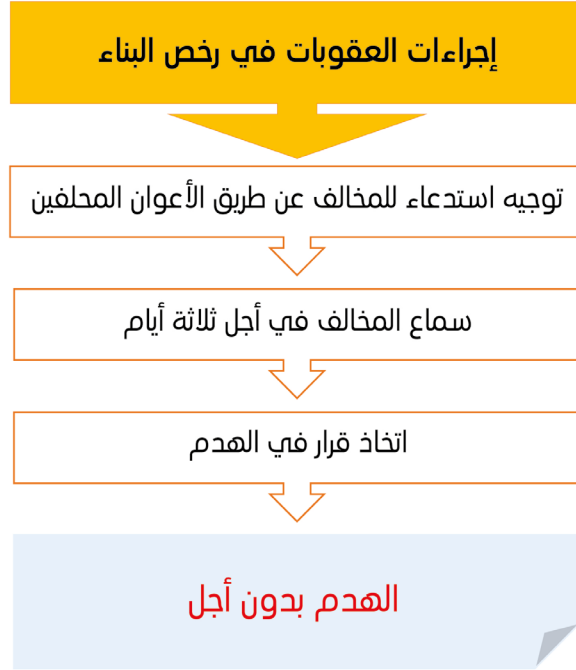 إجراءات العقوبات في رخص البناء
توجيه استدعاء للمخالف عن طريق الأعوان المحلفين
سماع المخالف في أجل ثلاثة أيام
اتخاذ قرار في الهدم
الهدم بدون أجل